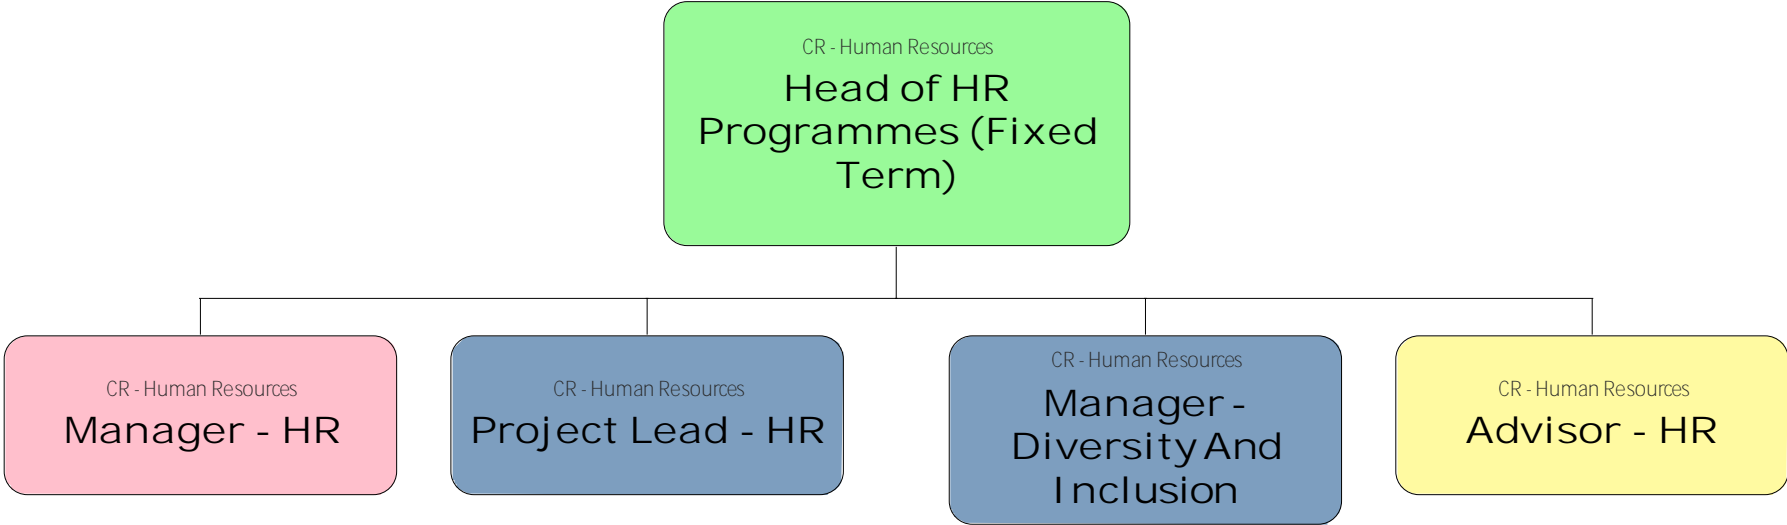 CR - Human Resources
Head of HR
Programmes (Fixed
Term)
CR - Human Resources
Manager - HR
CR - Human Resources
Project Lead - HR
CR - Human Resources
Manager -
Diversity And
Inclusion
CR - Human Resources
Advisor - HR